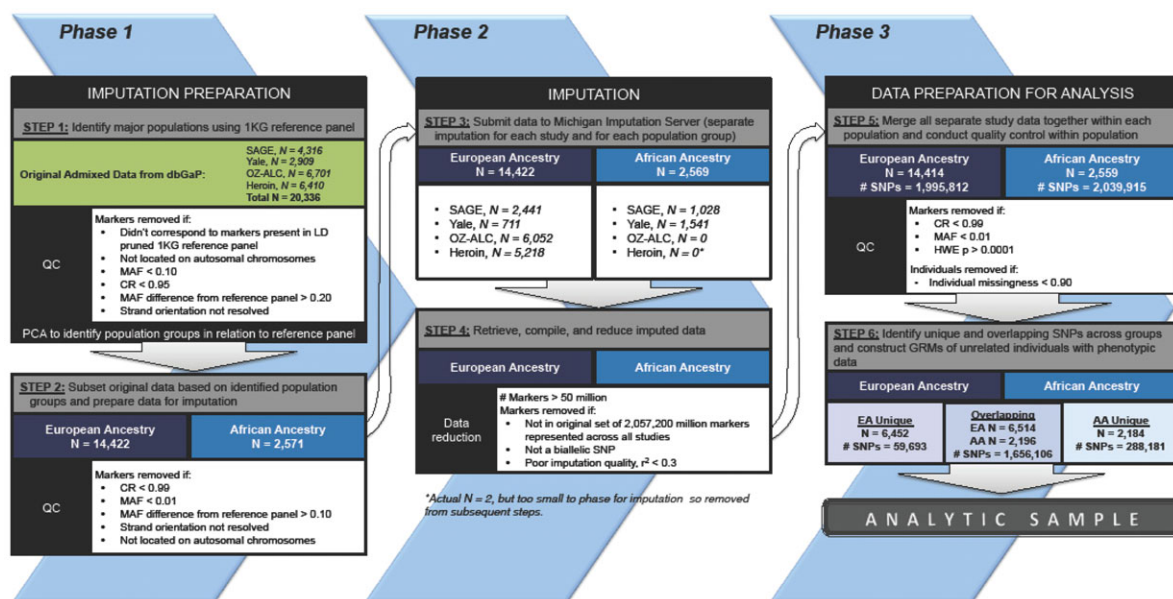 Phase 1
IMPUTATION PREPARATION
STEP 1: Identify major populations using 1KG reference panel
Original Admixed Data from dbGaP:
SAGE, N = 4,316
Yale, N = 2,909
OZ-ALC, N = 6,701
Heroin, N = 6,410
Total N = 20,336
QC
Markers removed if:
• Didn't correspond to markers present in LD
pruned 1KG reference panel
• Not located on autosomal chromosomes
• MAF < 0.10
• CR < 0.95
• MAF difference from reference panel > 0.20
• Strand orientation not resolved
PCA to identify population groups in relation to reference panel
STEP 2: Subset original data based on identified population
groups and prepare data for imputation
European Ancestry
N = 14,422
African Ancestry
N = 2,571
QC
Markers removed if:
• CR < 0.99
• MAF < 0.01
• MAF difference from reference panel > 0.10
• Strand orientation not resolved
• Not located on autosomal chromosomes
Phase 2
IMPUTATION
STEP 3: Submit data to Michigan Imputation Server (separate
imputation for each study and for each population group)
European Ancestry
N = 14,422
African Ancestry
N = 2,569
• SAGE, N = 2,441
• Yale, N = 711
• OZ-ALC, N = 6,052
• Heroin, N = 5,218
• SAGE, N = 1,028
• Yale, N = 1,541
• OZ-ALC, N = 0
• Heroin, N = 0*
STEP 4: Retrieve, compile, and reduce imputed data
European Ancestry
African Ancestry
Data
reduction
# Markers > 50 million
Markers removed if:
• Not in original set of 2,057,200 million markers
represented across all studies
• Not a biallelic SNP
• Poor imputation quality, r² < 0.3
*Actual N = 2, but too small to phase for imputation so removed
from subsequent steps.
Phase 3
DATA PREPARATION FOR ANALYSIS
STEP 5: Merge all separate study data together within each
population and conduct quality control within population
European Ancestry
N = 14,414
# SNPs = 1,995,812
African Ancestry
N = 2,559
# SNPs = 2,039,915
QC
Markers removed if:
• CR < 0.99
• MAF < 0.01
• HWE p > 0.0001
Individuals removed if:
• Individual missingness < 0.90
STEP 6: Identify unique and overlapping SNPs across groups
and construct GRMs of unrelated individuals with phenotypic
data
European Ancestry
African Ancestry
EA Unique
N = 6,452
# SNPs = 59,693
Overlapping
EA N = 6,514
AA N = 2,196
# SNPs = 1,656,106
AA Unique
N = 2,184
# SNPs = 288,181
ANALYTIC SAMPLE